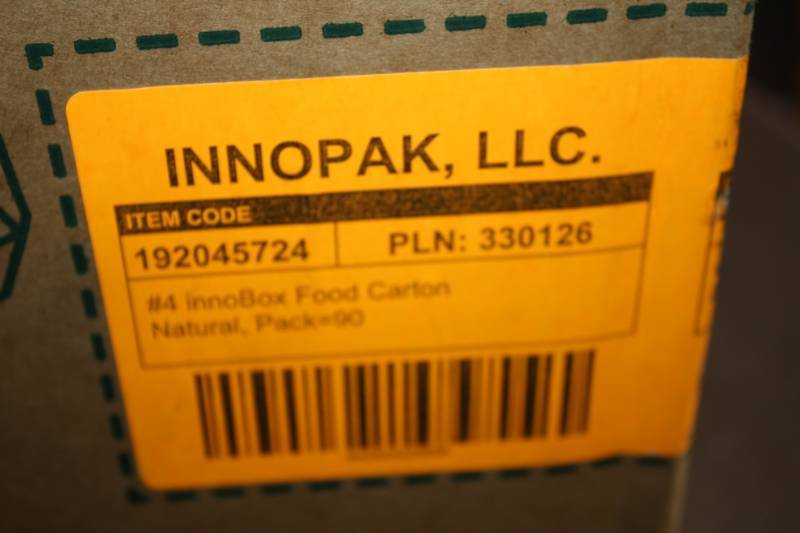 INNOPAK, LLC.
ITEM CODE
192045724 PLN: 330126
#4 innoBox Food Carton
Natural, Pack=90